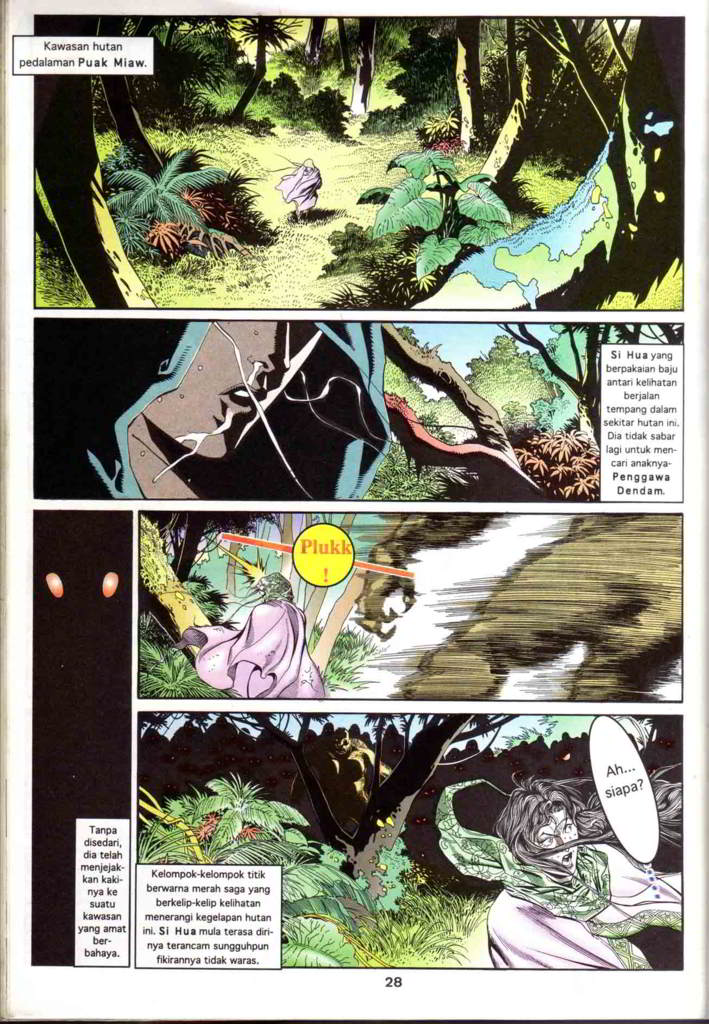 Kawasan hutan
pedalaman Puak Miaw.
Si Hua yang
berpakaian baju
antari kelihatan
berjalan
tempang dalam
sekitar hutan ini.
Dia tidak sabar
lagi untuk men-
cari anaknya-
Penggawa
Dendam.
Plukk
!
Tanpa
disedari,
dia telah
menjejak-
kan kaki-
nya ke
suatu
kawasan
yang amat
ber-
bahaya.
Kelompok-kelompok titik
berwarna merah saga yang
berkelip-kelip kelihatan
menerangi kegelapan hutan
ini. Si Hua mula terasa diri-
nya terancam sungguhpun
fikirannya tidak waras.
Ah...
siapa?
28